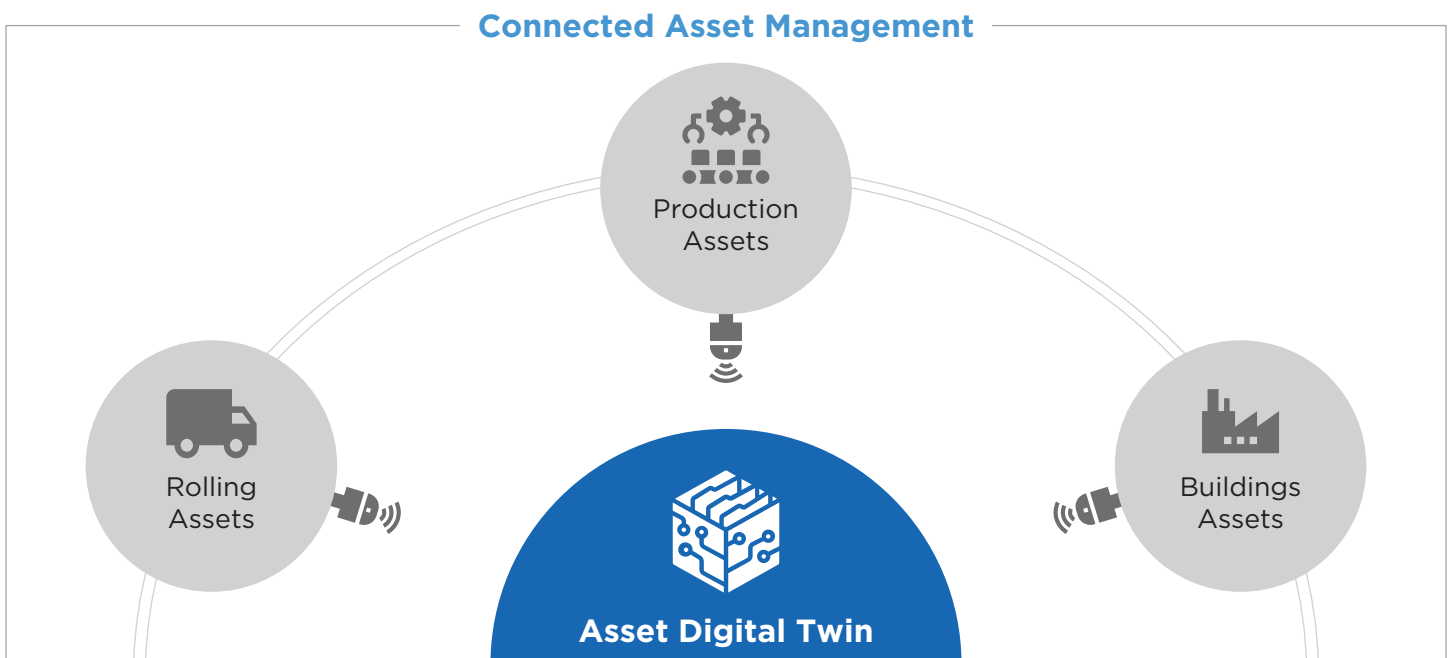 Connected Asset Management
Production
Assets
Rolling
Assets
Buildings
Assets
Asset Digital Twin